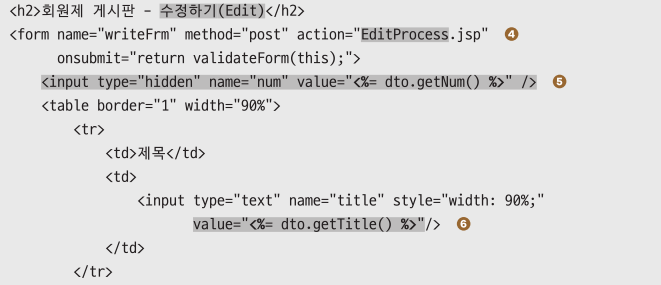 <h2>회원제 게시판 - 수정하기(Edit)</h2>
<form name="writeFrm" method="post" action="EditProcess.jsp" ❹
onsubmit="return validateForm(this);">
<input type="hidden" name="num" value="<%= dto.getNum() %>" /> ❺
<table border="1" width="90%">
<tr>
<td>제목</td>
<td>
<input type="text" name="title" style="width: 90%;"
value="<%= dto.getTitle() %>"/> ❻
</td>
</tr>